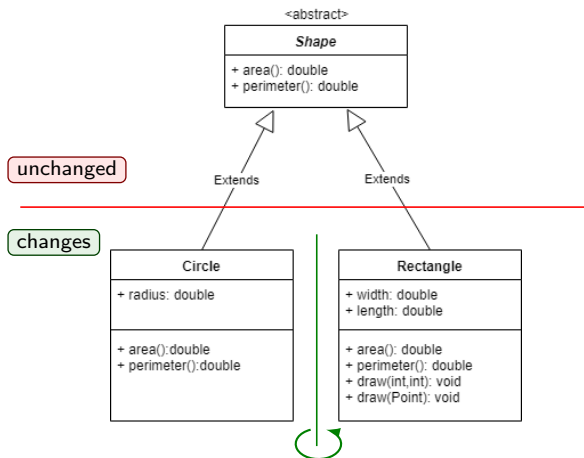 <abstract>
Shape
+ area(): double
+ perimeter(): double
unchanged
Extends
Extends
changes
Circle
+ radius: double
+ area():double
+ perimeter():double
Rectangle
+ width: double
+ length: double
+ area(): double
+ perimeter(): double
+ draw(int,int): void
+ draw(Point): void